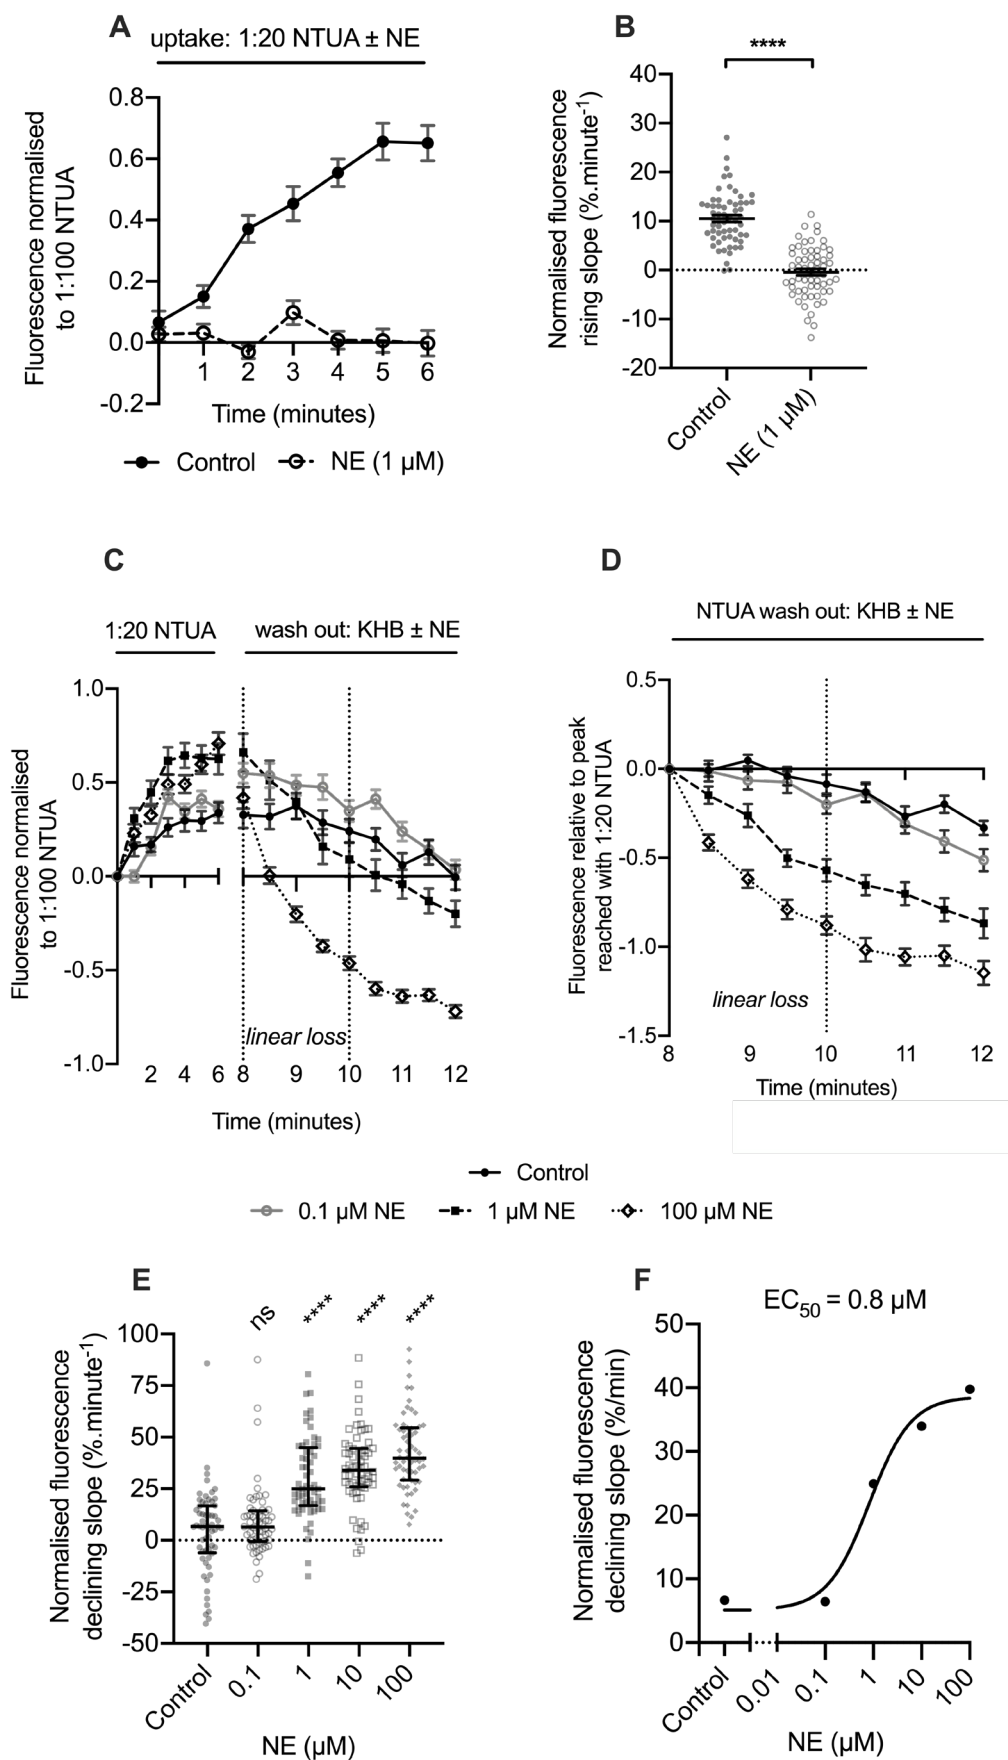 A
uptake: 1:20 NTUA ± NE
Fluorescence normalised
to 1:100 NTUA
0.8
0.6
0.4
0.2
0.0
-0.2
1 2 3 4 5 6
Time (minutes)
Control NE (1 µM)
B
****
Normalised fluorescence
rising slope (%.minute-1)
40
30
20
10
0
-10
-20
Control
NE (1 µM)
C
1:20 NTUA wash out: KHB ± NE
Fluorescence normalised
to 1:100 NTUA
1.0
0.5
0.0
-0.5
-1.0
linear loss
2 4 6 8 9 10 11 12
Time (minutes)
D
NTUA wash out: KHB ± NE
Fluorescence relative to peak
reached with 1:20 NTUA
0.5
0.0
-0.5
-1.0
-1.5
linear loss
8 9 10 11 12
Time (minutes)
Control
0.1 µM NE 1 µM NE 100 µM NE
E
ns **** **** ****
Normalised fluorescence
declining slope (%.minute-1)
100
75
50
25
0
-25
-50
Control 0.1 1 10 100
NE (µM)
F
EC50 = 0.8 µM
Normalised fluorescence
declining slope (%/min)
50
40
30
20
10
0
Control 0.01 0.1 1 10 100
NE (µM)